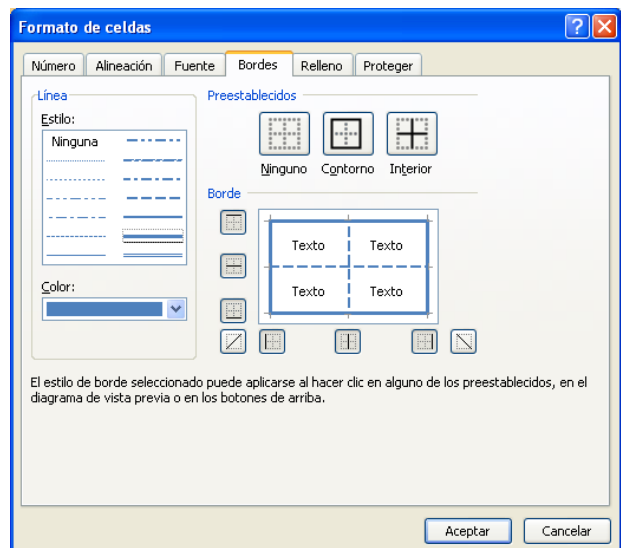 Formato de celdas
Número Alineación Fuente Bordes Relleno Proteger
Línea
Estilo:
Ninguna
Color:
Preestablecidos
Ninguno Contorno Interior
Borde
Texto Texto
Texto Texto
El estilo de borde seleccionado puede aplicarse al hacer clic en alguno de los preestablecidos, en el
diagrama de vista previa o en los botones de arriba.
Aceptar Cancelar